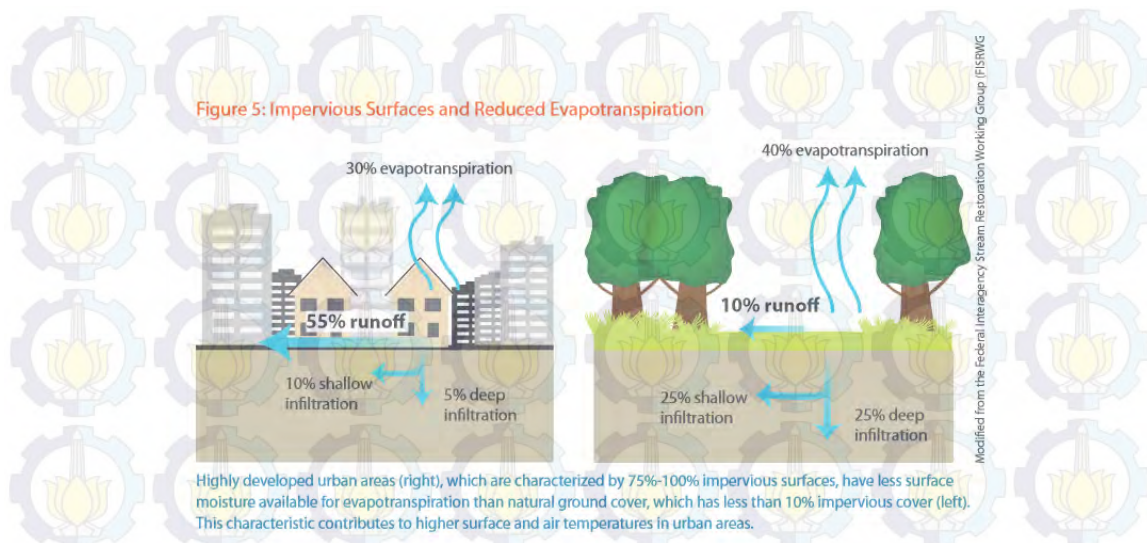 Figure 5: Impervious Surfaces and Reduced Evapotranspiration
30% evapotranspiration
55% runoff
10% shallow
infiltration
5% deep
infiltration
40% evapotranspiration
10% runoff
25% shallow
infiltration
25% deep
infiltration
Modified from the Federal Interagency Stream Restoration Working Group (FISRWG
Highly developed urban areas (right), which are characterized by 75%-100% impervious surfaces, have less surface
moisture available for evapotranspiration than natural ground cover, which has less than 10% impervious cover (left).
This characteristic contributes to higher surface and air temperatures in urban areas.